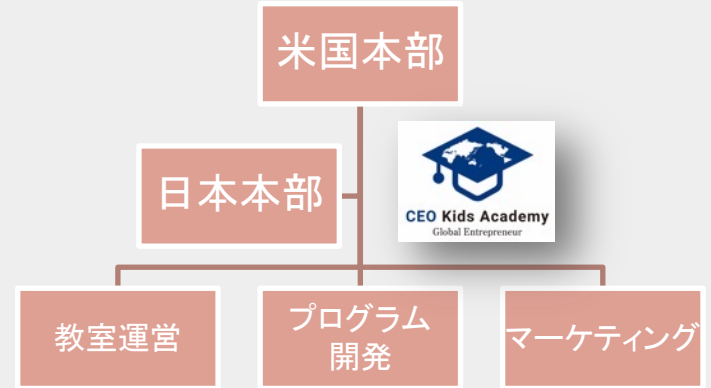 米国本部
日本本部
CEO Kids Academy
Global Entrepreneur
教室運営
プログラム
開発
マーケティング